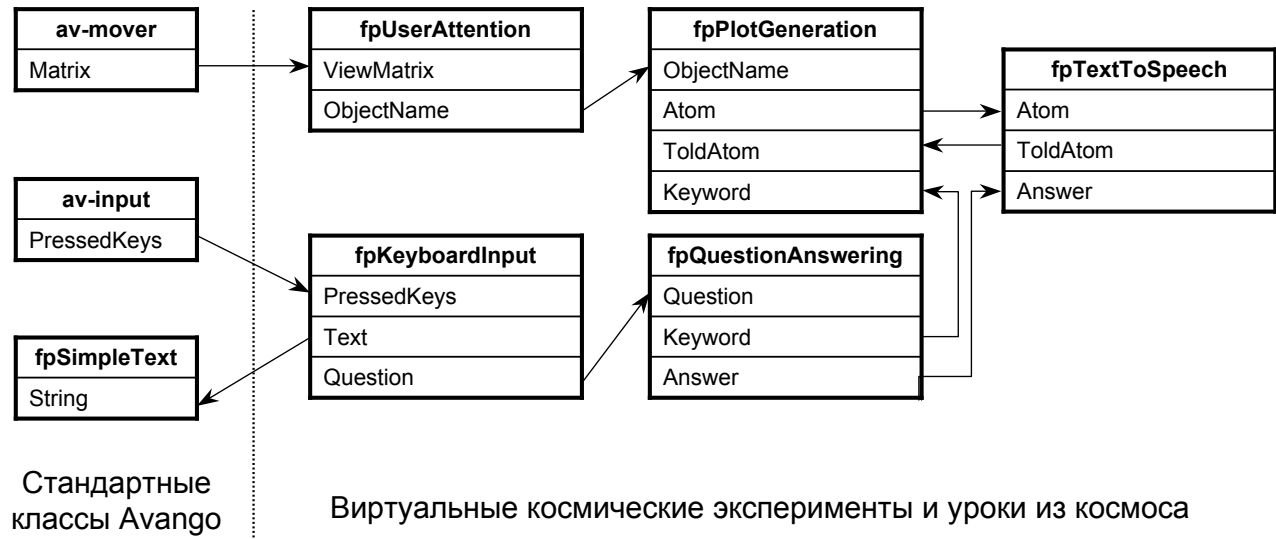 av-mover
Matrix
fpUserAttention
ViewMatrix
ObjectName
fpPlotGeneration
ObjectName
Atom
ToldAtom
Keyword
fpTextToSpeech
Atom
ToldAtom
Answer
av-input
PressedKeys
fpKeyboardInput
PressedKeys
Text
Question
fpQuestionAnswering
Question
Keyword
Answer
fpSimpleText
String
Стандартные
классы Avango
Виртуальные космические эксперименты и уроки из космоса